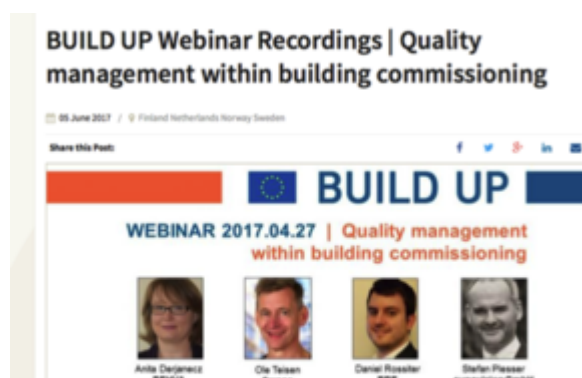 BUILD UP Webinar Recordings | Quality
management within building commissioning
05 June 2017 / Finland Netherlands Norway Sweden
Share this Post:
BUILD UP
WEBINAR 2017.04.27 | Quality management
within building commissioning
Anita Derjanecz Ola Teisen Daniel Rossiter Stefan Plesser